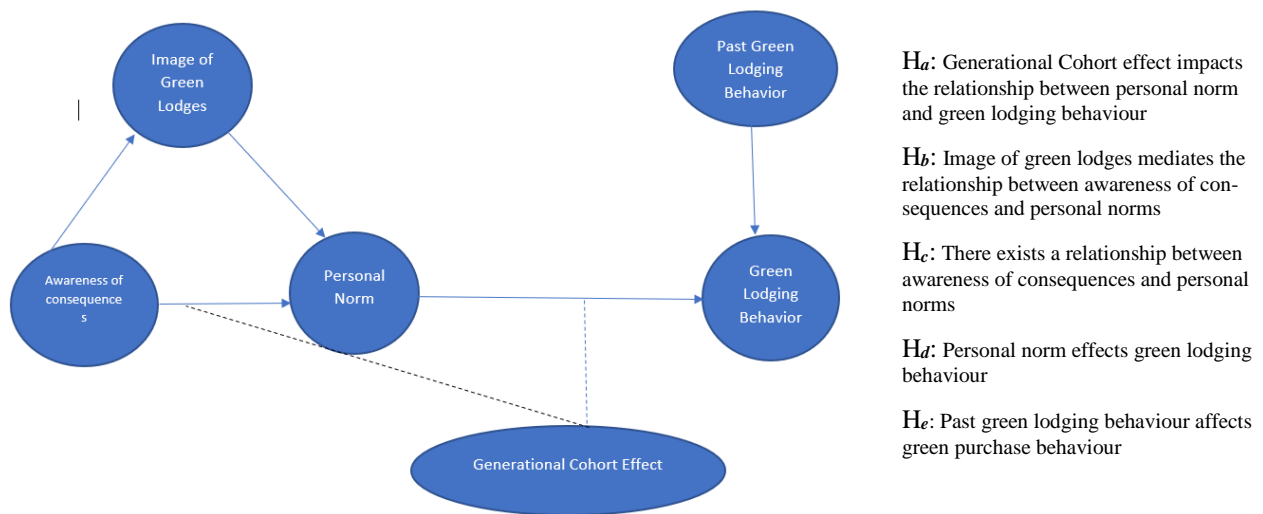 Image of
Green
Lodges
Past Green
Lodging
Behavior
Awareness of
consequence
s
Personal
Norm
Green
Lodging
Behavior
Generational Cohort Effect
Ha: Generational Cohort effect impacts
the relationship between personal norm
and green lodging behaviour
Hb: Image of green lodges mediates the
relationship between awareness of con-
sequences and personal norms
Hc: There exists a relationship between
awareness of consequences and personal
norms
Hd: Personal norm effects green lodging
behaviour
He: Past green lodging behaviour affects
green purchase behaviour